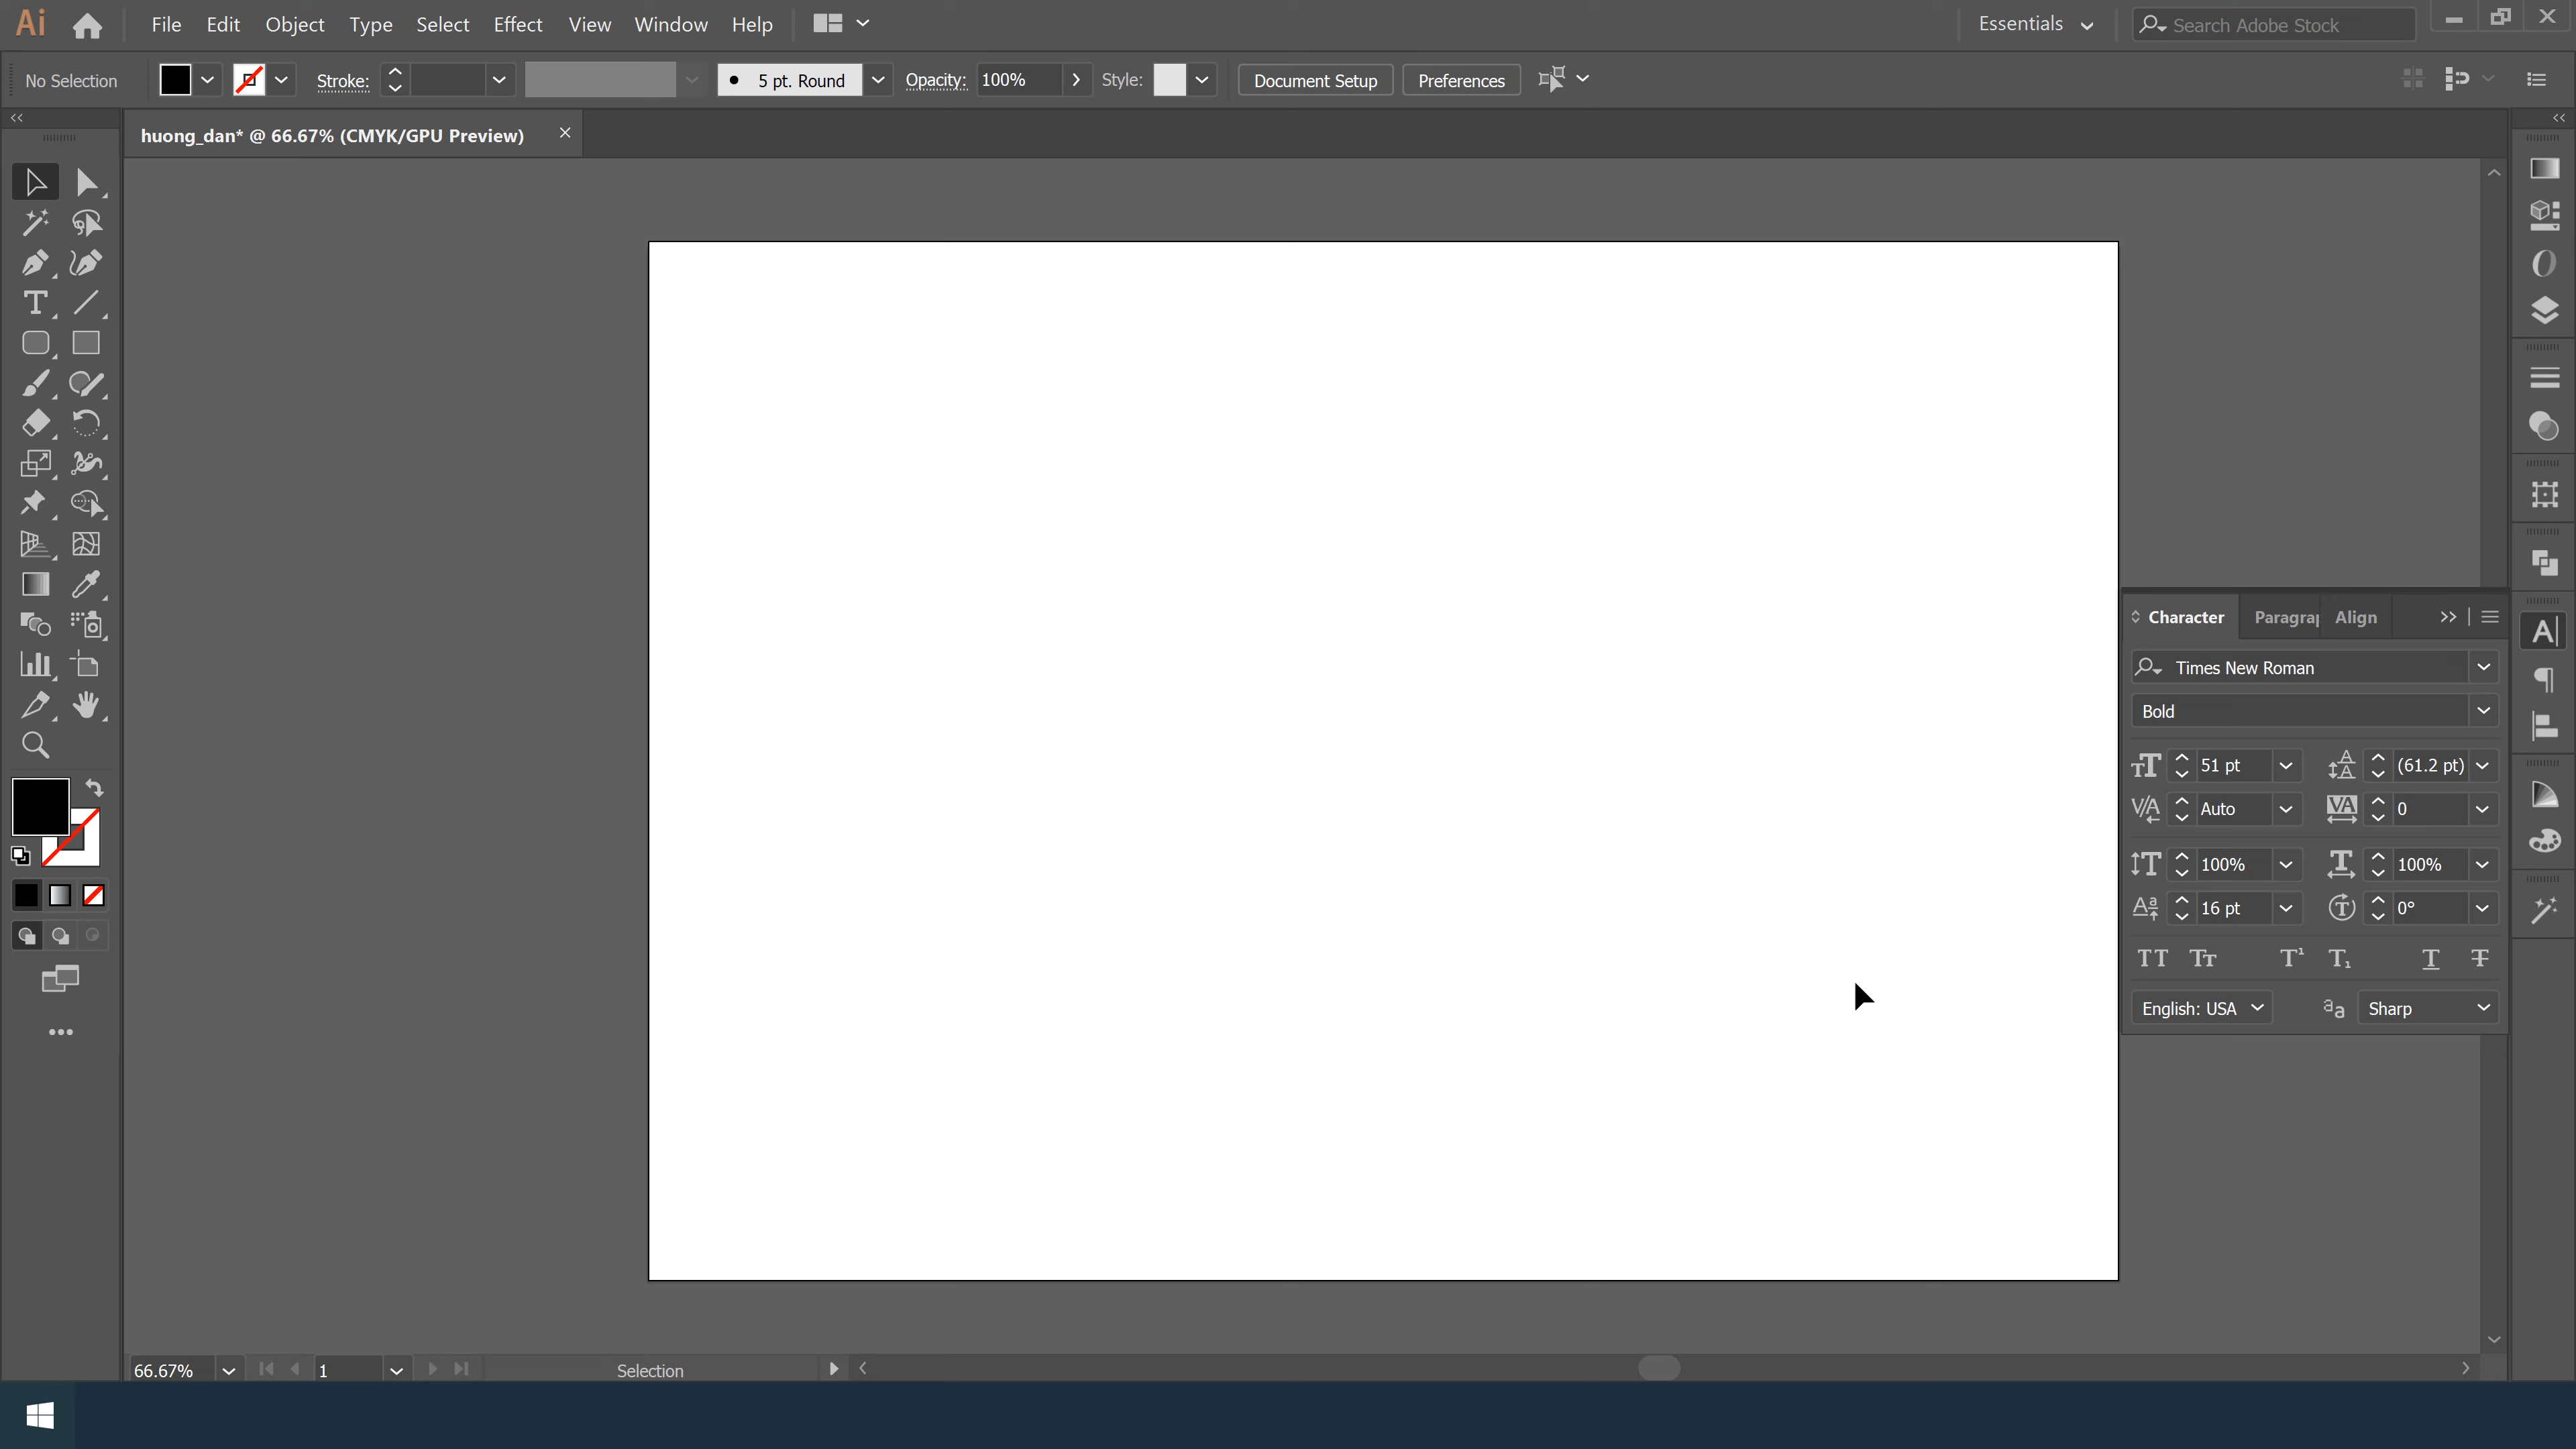 Ai File Edit Object Type Select Effect View Window Help Essentials Search Adobe Stock
No Selection Stroke: 5 pt. Round Opacity: 100% Style: Document Setup Preferences
huong_dan* @ 66.67% (CMYK/GPU Preview)
Character Paragrap Align
Times New Roman
Bold
51 pt (61.2 pt)
Auto 0
100% 100%
16 pt 0°
English: USA Sharp
66.67% 1 Selection